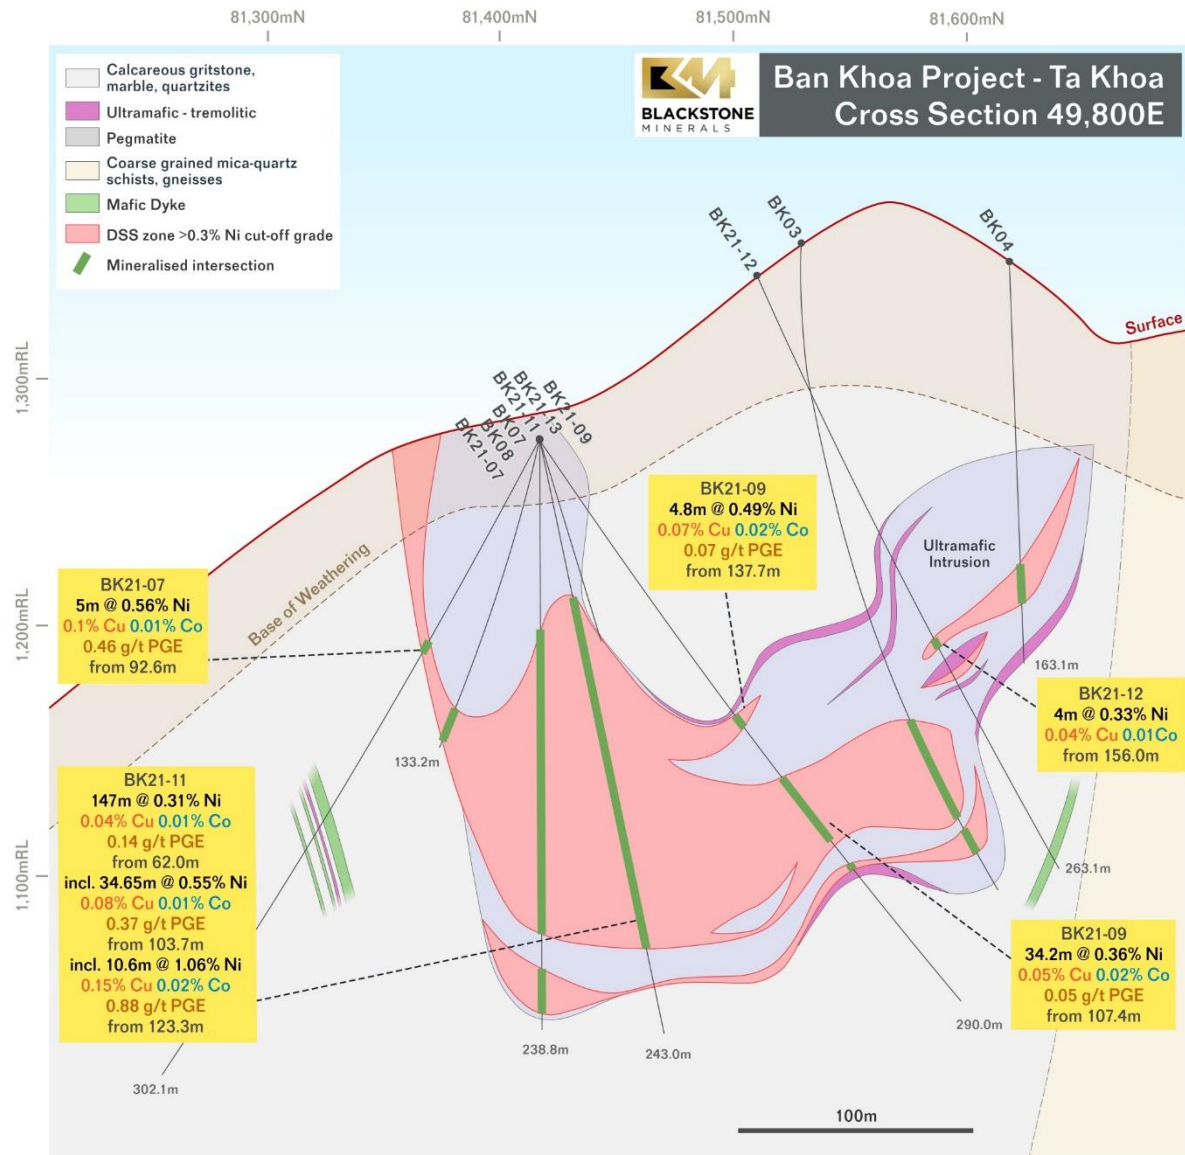 81,300mN
81,400mN
81,500mN
81,600mN
Calcareous gritstone,
marble, quartzites
Ultramafic - tremolitic
Pegmatite
Coarse grained mica-quartz
schists, gneisses
Mafic Dyke
DSS zone >0.3% Ni cut-off grade
Mineralised intersection
BLACKSTONE
MINERALS
Ban Khoa Project - Ta Khoa
Cross Section 49,800E
BK21-12
BK03
BK04
Surface
1,300mRL
1,200mRL
1,100mRL
BK21-07
BK08
BK07
BK21-11
BK21-13
BK21-09
Base of Weathering
BK21-09
4.8m @ 0.49% Ni
0.07% Cu 0.02% Co
0.07 g/t PGE
from 137.7m
Ultramafic
Intrusion
BK21-07
5m @ 0.56% Ni
0.1% Cu 0.01% Co
0.46 g/t PGE
from 92.6m
163.1m
BK21-12
4m @ 0.33% Ni
0.04% Cu 0.01Co
from 156.0m
133.2m
BK21-11
147m @ 0.31% Ni
0.04% Cu 0.01% Co
0.14 g/t PGE
from 62.0m
incl. 34.65m @ 0.55% Ni
0.08% Cu 0.01% Co
0.37 g/t PGE
from 103.7m
incl. 10.6m @ 1.06% Ni
0.15% Cu 0.02% Co
0.88 g/t PGE
from 123.3m
263.1m
BK21-09
34.2m @ 0.36% Ni
0.05% Cu 0.02% Co
0.05 g/t PGE
from 107.4m
290.0m
238.8m
243.0m
302.1m
100m